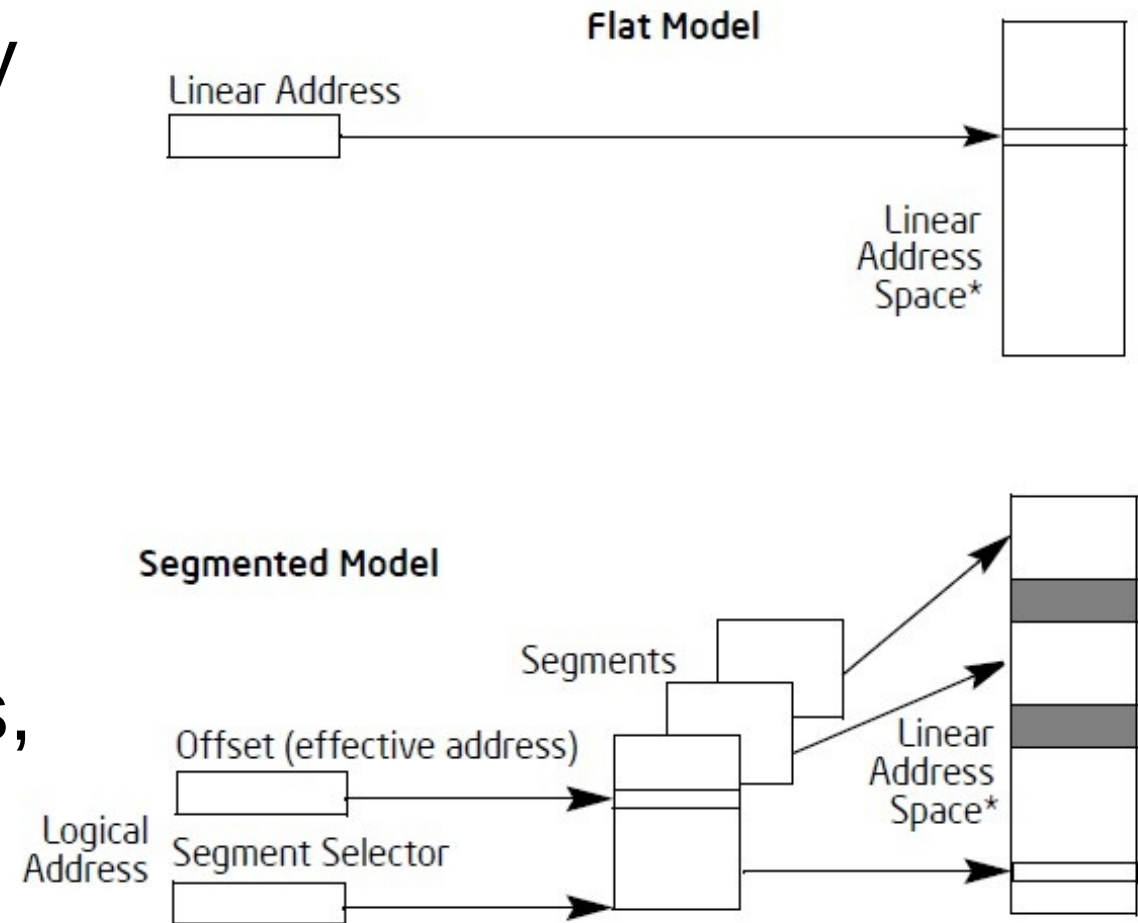 y
Flat Model
Linear Address
Linear
Address
Space*
Segmented Model
Segments
s,
Offset (effective address)
Linear
Address
Space*
Logical
Address
Segment Selector